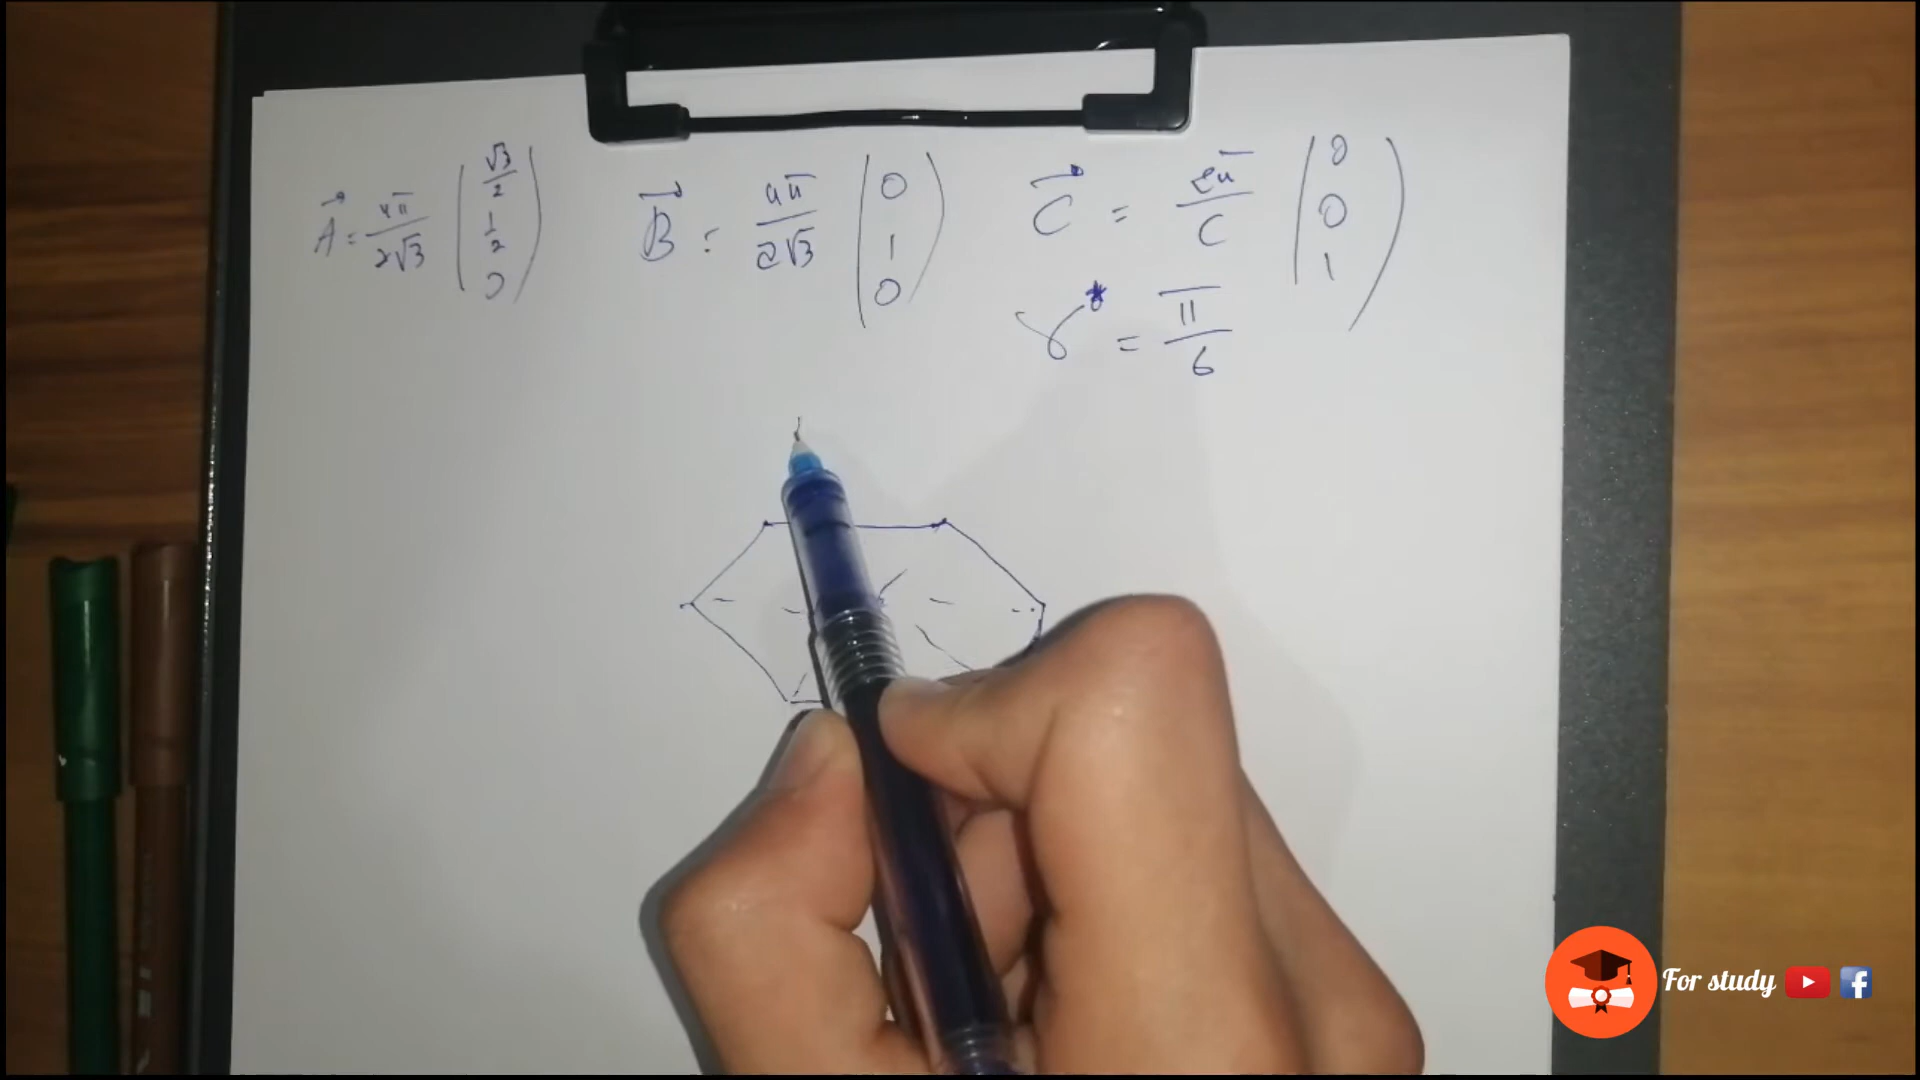 A⃗ = 4π/2√3 (√3/2 1/2 0)
B⃗ = 4π/2√3 (0 1 0)
C⃗ = 2π/C (0 0 1)
γ* = π/6
For study